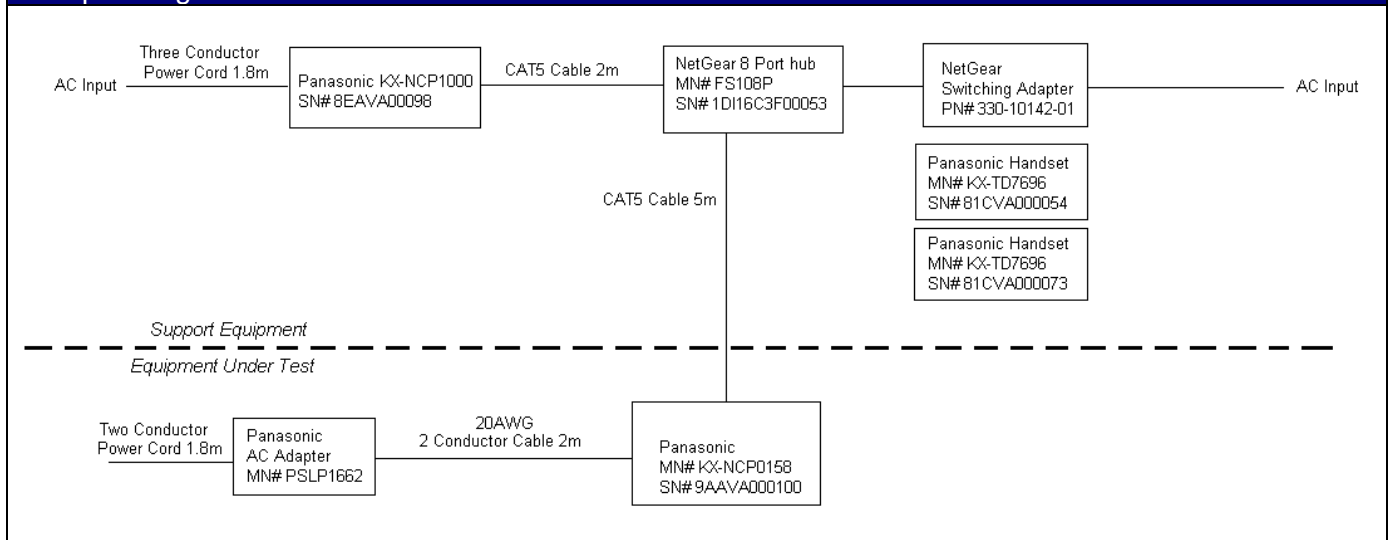 Three Conductor
Power Cord 1.8m
AC Input
Panasonic KX-NCP1000
SN# 8EAVA00098
CAT5 Cable 2m
NetGear 8 Port hub
MN# FS108P
SN# 1DI16C3F00053
NetGear
Switching Adapter
PN# 330-10142-01
AC Input
Panasonic Handset
MN# KX-TD7696
SN# 81CVA000054
CAT5 Cable 5m
Panasonic Handset
MN# KX-TD7696
SN# 81CVA000073
Support Equipment
Equipment Under Test
Two Conductor
Power Cord 1.8m
Panasonic
AC Adapter
MN# PSLP1662
20AWG
2 Conductor Cable 2m
Panasonic
MN# KX-NCP0158
SN# 9AAVA000100